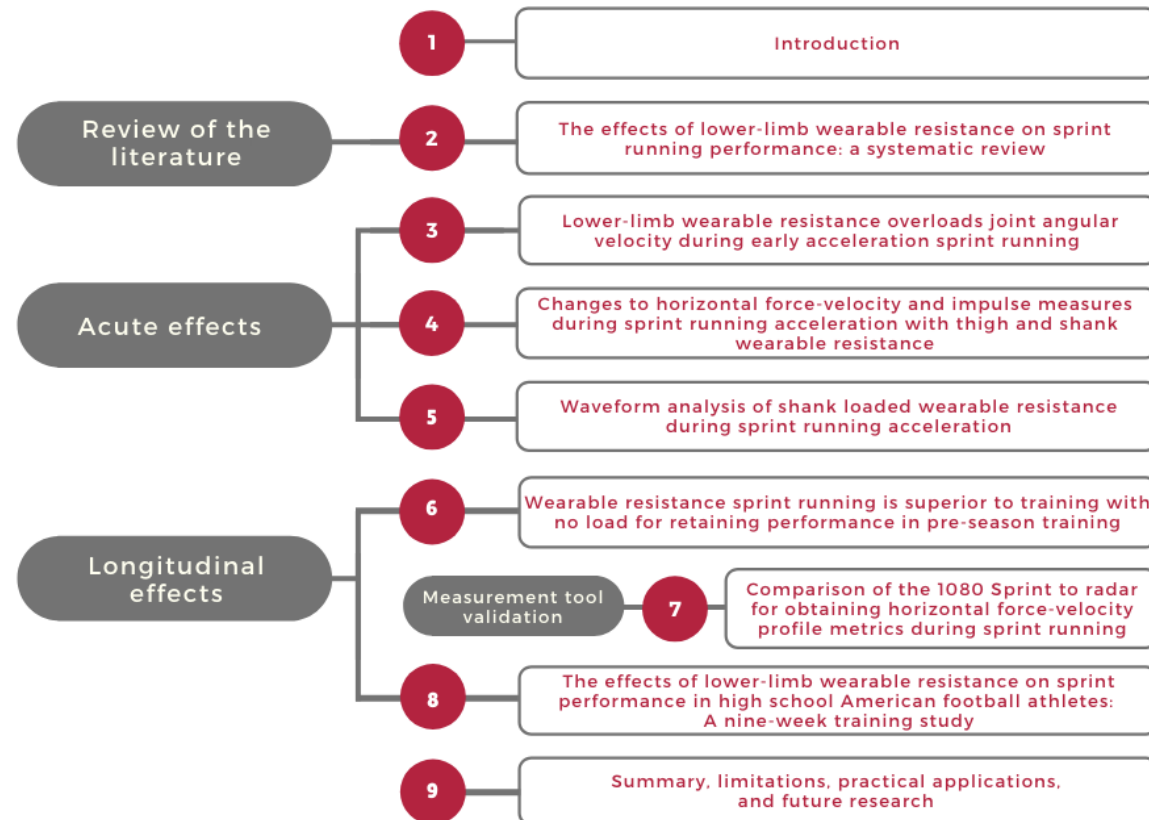 1
Introduction
Review of the
literature
2
The effects of lower-limb wearable resistance on sprint
running performance: a systematic review
Acute effects
3
Lower-limb wearable resistance overloads joint angular
velocity during early acceleration sprint running
4
Changes to horizontal force-velocity and impulse measures
during sprint running acceleration with thigh and shank
wearable resistance
5
Waveform analysis of shank loaded wearable resistance
during sprint running acceleration
Longitudinal
effects
6
Wearable resistance sprint running is superior to training with
no load for retaining performance in pre-season training
Measurement tool
validation
7
Comparison of the 1080 Sprint to radar
for obtaining horizontal force-velocity
profile metrics during sprint running
8
The effects of lower-limb wearable resistance on sprint
performance in high school American football athletes:
A nine-week training study
9
Summary, limitations, practical applications,
and future research